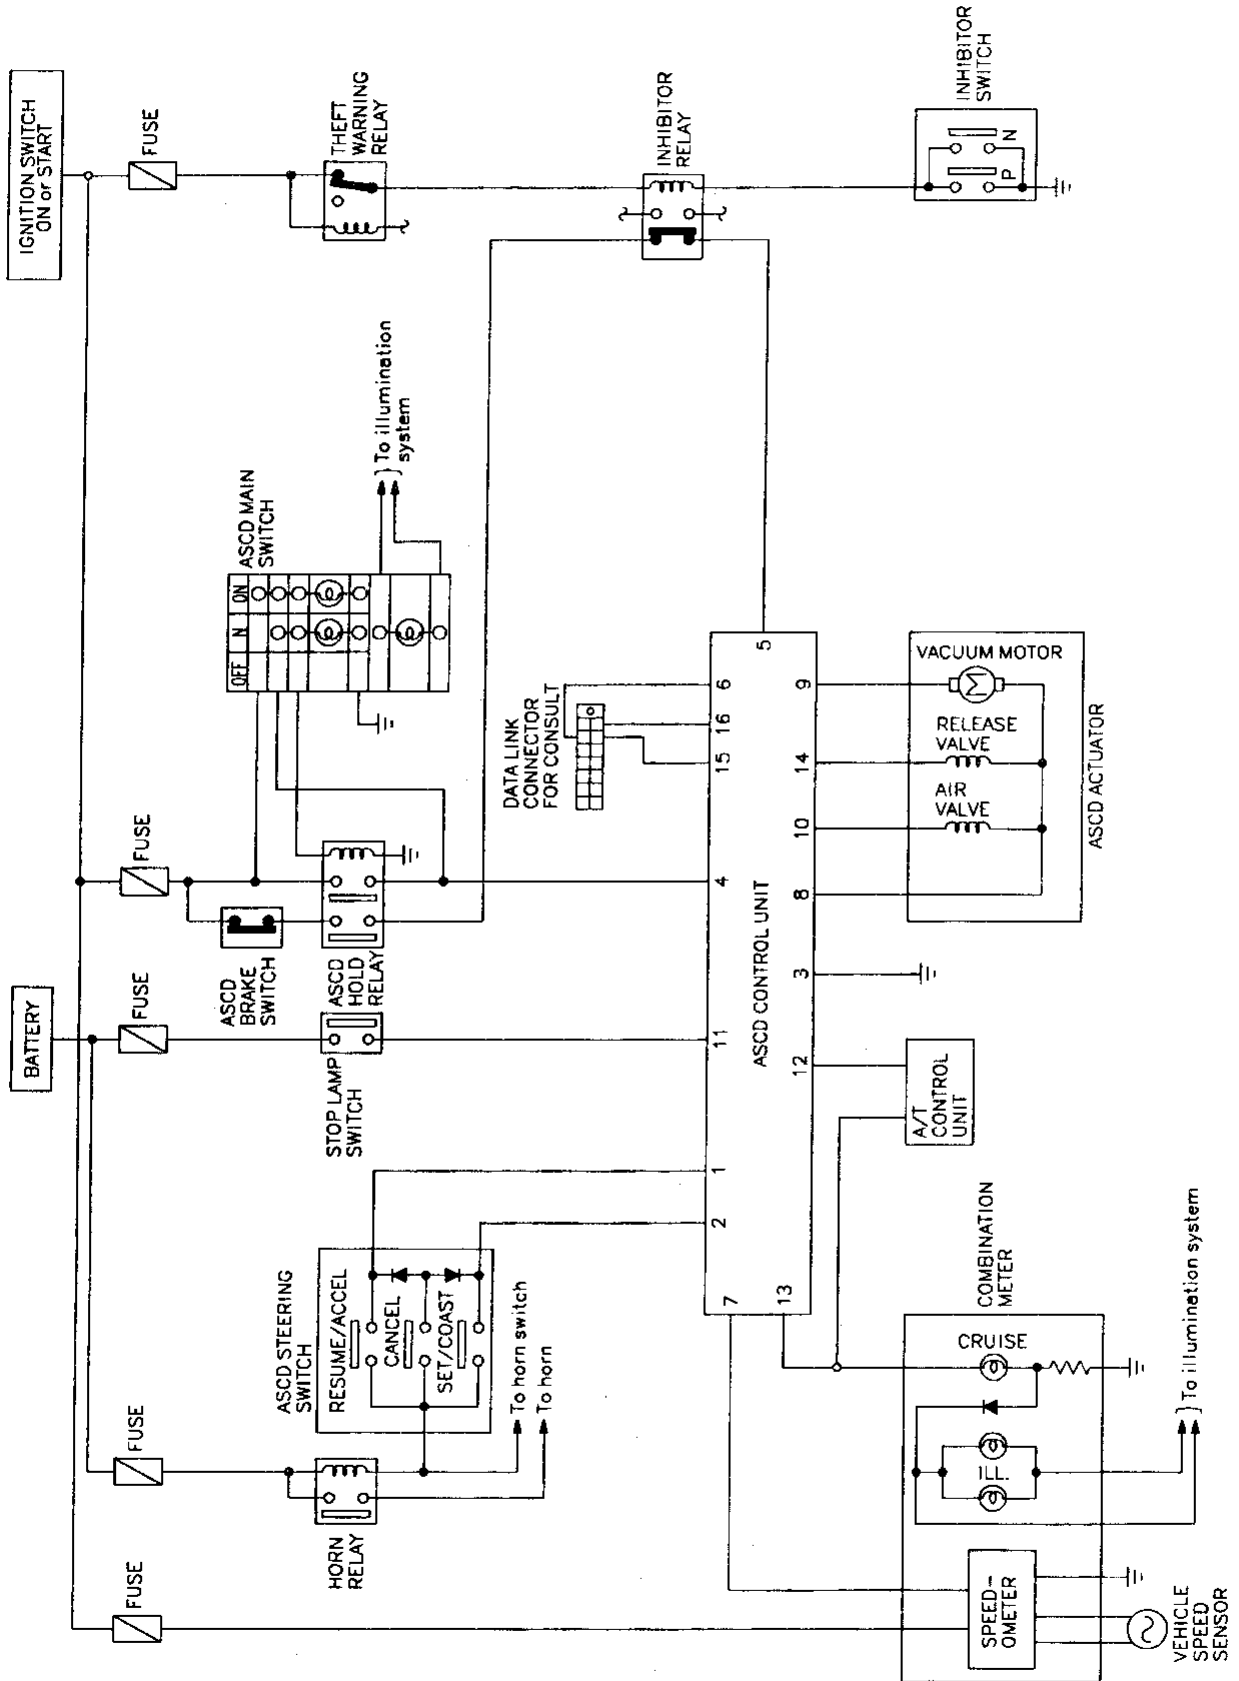 IGNITION SWITCH
ON or START
FUSE
THEFT
WARNING
RELAY
INHIBITOR
RELAY
INHIBITOR
SWITCH
N
P
To illumination
system
ASCD MAIN
SWITCH
OFF
N
ON
FUSE
ASCD
BRAKE
SWITCH
ASCD
HOLD
RELAY
BATTERY
FUSE
STOP LAMP
SWITCH
DATA LINK
CONNECTOR
FOR CONSULT
ASCD STEERING
SWITCH
RESUME/ACCEL
CANCEL
SET/COAST
To horn switch
To horn
FUSE
HORN
RELAY
FUSE
ASCD CONTROL UNIT
5
6
16
15
4
11
1
2
7
13
12
3
8
10
14
9
VACUUM MOTOR
M
RELEASE
VALVE
AIR
VALVE
ASCD ACTUATOR
A/T
CONTROL
UNIT
COMBINATION
METER
CRUISE
ILL.
To illumination system
SPEED-
OMETER
VEHICLE
SPEED
SENSOR